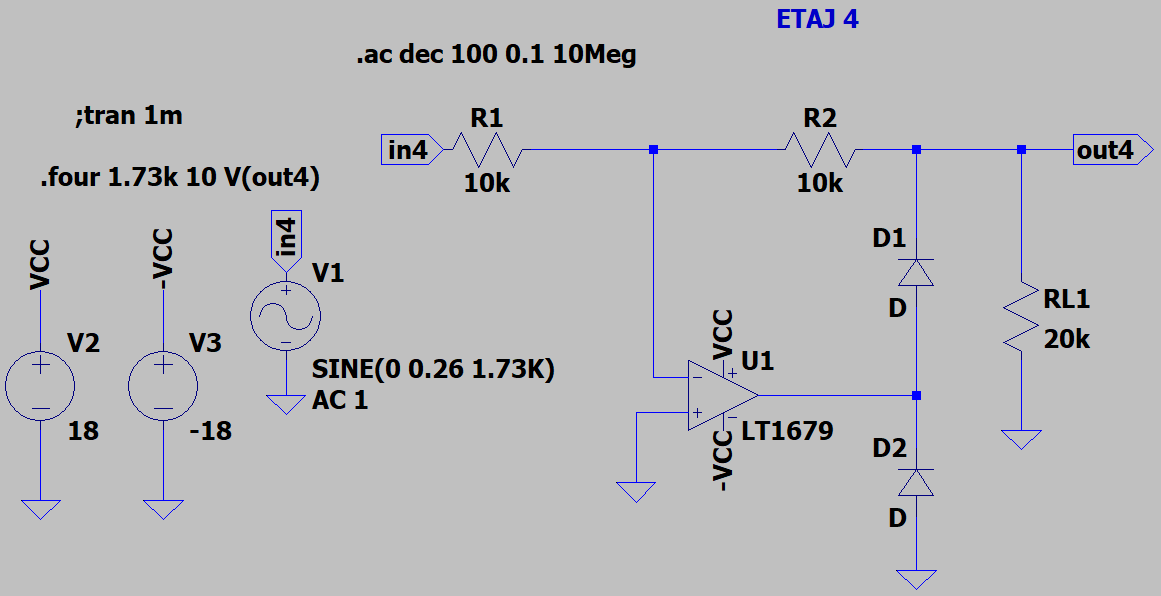 ETAJ 4
.ac dec 100 0.1 10Meg
;tran 1m
R1
R2
in4
out4
10k
10k
.four 1.73k 10 V(out4)
in4
VCC
-VCC
V1
D1
D
RL1
20k
V2
V3
VCC
U1
SINE(0 0.26 1.73K)
AC 1
18
-18
LT1679
-VCC
D2
D